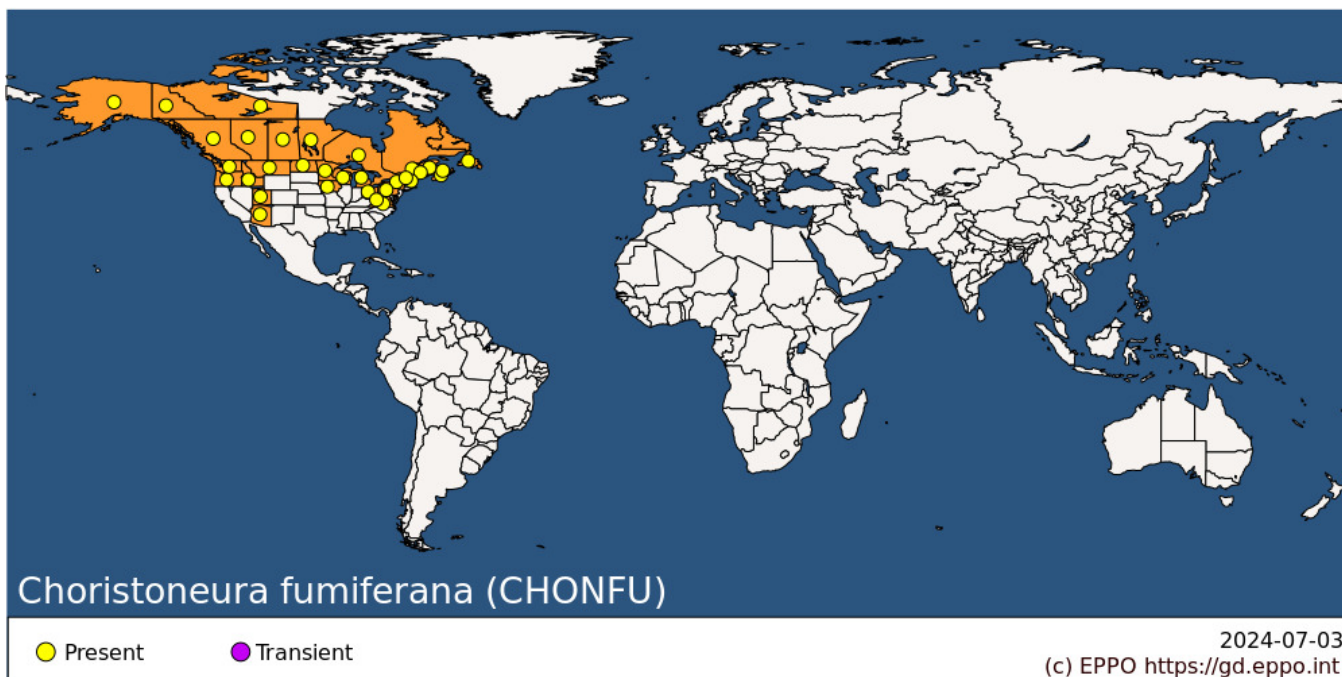 Choristoneura fumiferana (CHONFU)
Present
Transient
2024-07-03
(c) EPPO https://gd.eppo.int